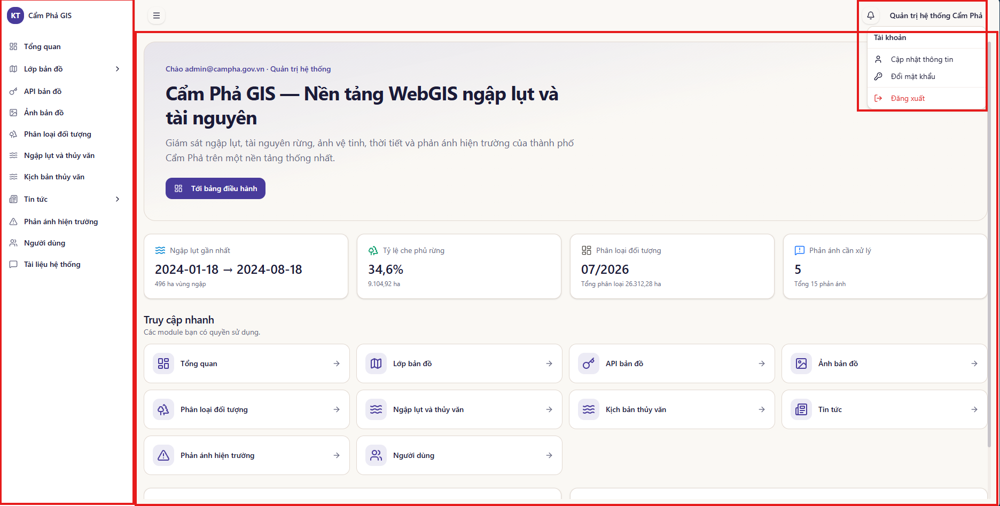 KT Cẩm Phả GIS
Tổng quan
Lớp bản đồ
API bản đồ
Ảnh bản đồ
Phân loại đối tượng
Ngập lụt và thủy văn
Kịch bản thủy văn
Tin tức
Phản ánh hiện trường
Người dùng
Tài liệu hệ thống
Quản trị hệ thống Cẩm Phả
Tài khoản
Cập nhật thông tin
Đổi mật khẩu
Đăng xuất
Chào admin@campha.gov.vn · Quản trị hệ thống
Cẩm Phả GIS — Nền tảng WebGIS ngập lụt và
tài nguyên
Giám sát ngập lụt, tài nguyên rừng, ảnh vệ tinh, thời tiết và phản ánh hiện trường của thành phố
Cẩm Phả trên một nền tảng thống nhất.
Tới bảng điều hành
Ngập lụt gần nhất
2024-01-18 → 2024-08-18
496 ha vùng ngập
Tỷ lệ che phủ rừng
34,6%
9.104,92 ha
Phân loại đối tượng
07/2026
Tổng phân loại 26.312,28 ha
Phản ánh cần xử lý
5
Tổng 15 phản ánh
Truy cập nhanh
Các module bạn có quyền sử dụng.
Tổng quan
Lớp bản đồ
API bản đồ
Ảnh bản đồ
Phân loại đối tượng
Ngập lụt và thủy văn
Kịch bản thủy văn
Tin tức
Phản ánh hiện trường
Người dùng